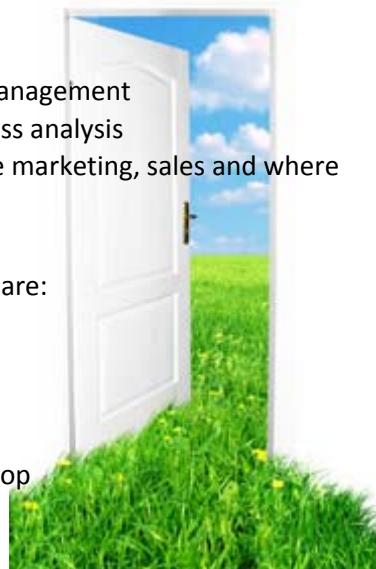 anagement
ss analysis
e marketing, sales and where
are:
op